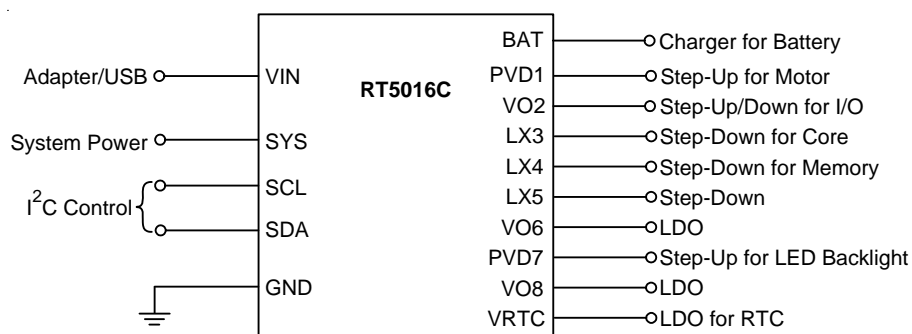 BAT Charger for Battery
Adapter/USB VIN RT5016C PVD1 Step-Up for Motor
VO2 Step-Up/Down for I/O
System Power SYS LX3 Step-Down for Core
LX4 Step-Down for Memory
I²C Control SCL LX5 Step-Down
SDA VO6 LDO
PVD7 Step-Up for LED Backlight
GND VO8 LDO
VRTC LDO for RTC